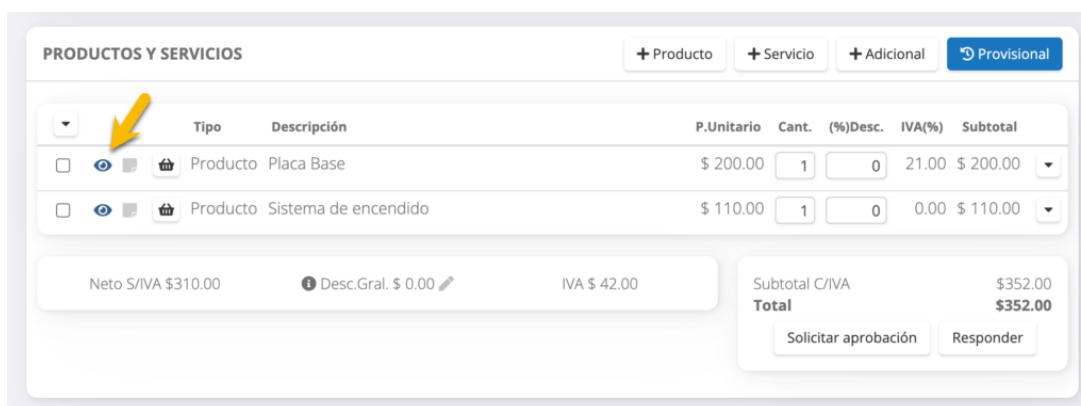 PRODUCTOS Y SERVICIOS + Producto + Servicio + Adicional Provisional
Tipo Descripción P.Unitario Cant. (%)Desc. IVA(%) Subtotal
Producto Placa Base $ 200.00 1 0 21.00 $ 200.00
Producto Sistema de encendido $ 110.00 1 0 0.00 $ 110.00
Neto S/IVA $310.00 Desc.Gral. $ 0.00 IVA $ 42.00 Subtotal C/IVA $352.00
Total $352.00
Solicitar aprobación Responder